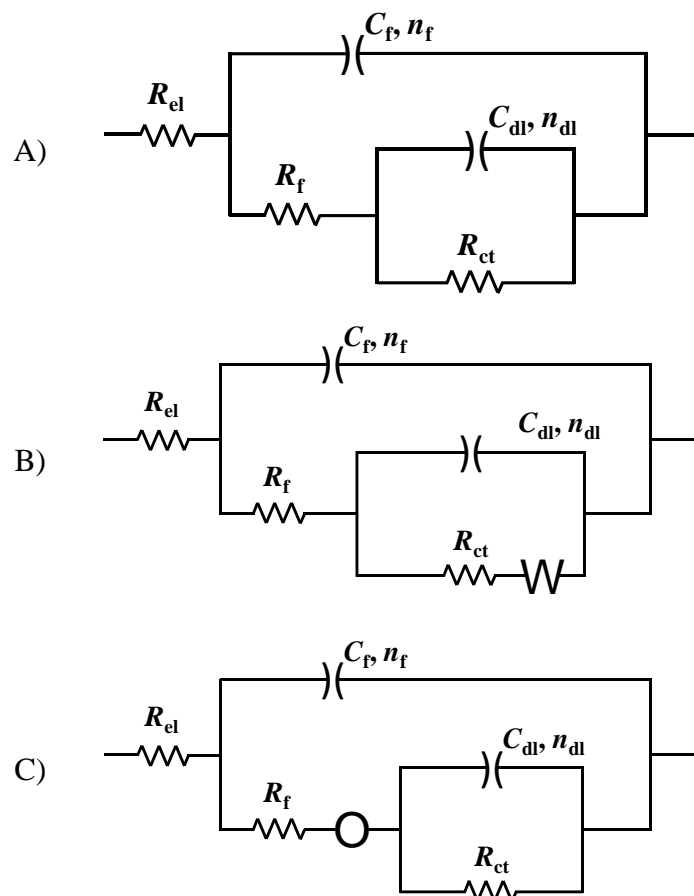 C_f, n_f
R_el
C_dl, n_dl
A)
R_f
R_ct
C_f, n_f
R_el
C_dl, n_dl
B)
R_f
R_ct
W
C_f, n_f
R_el
C_dl, n_dl
C)
R_f
O
R_ct